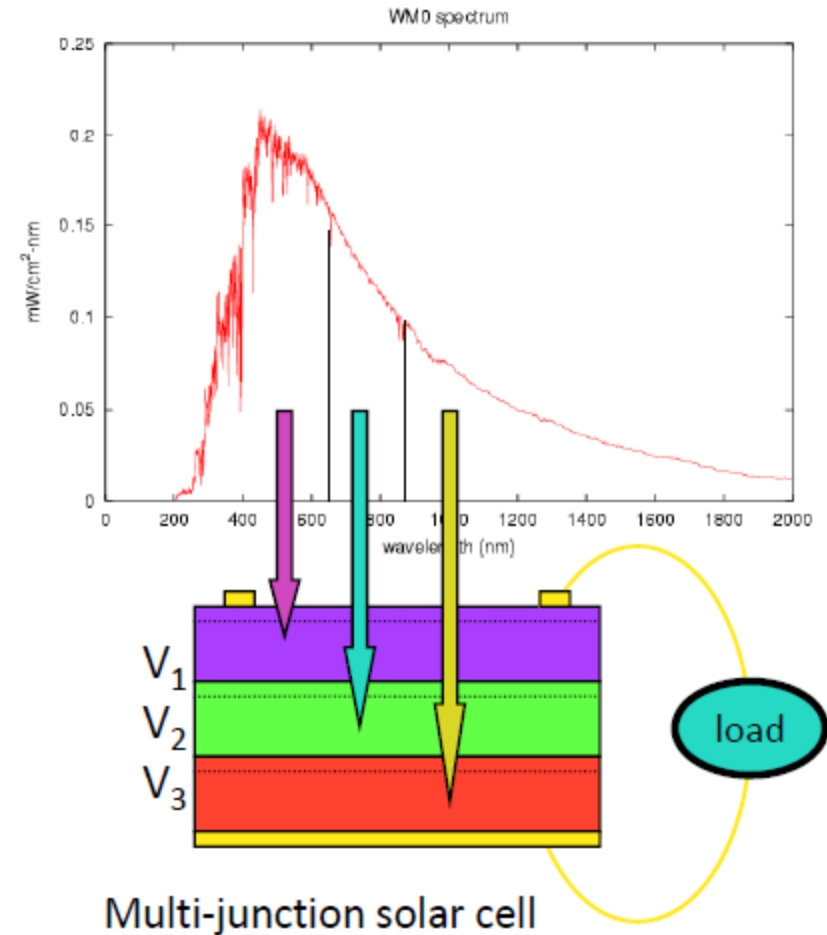 WM0 spectrum
0.25
0.2
0.15
0.1
0.05
0
mW/cm²-nm
0 200 400 600 800 1000 1200 1400 1600 1800 2000
wavelength (nm)
V₁
V₂
V₃
load
Multi-junction solar cell